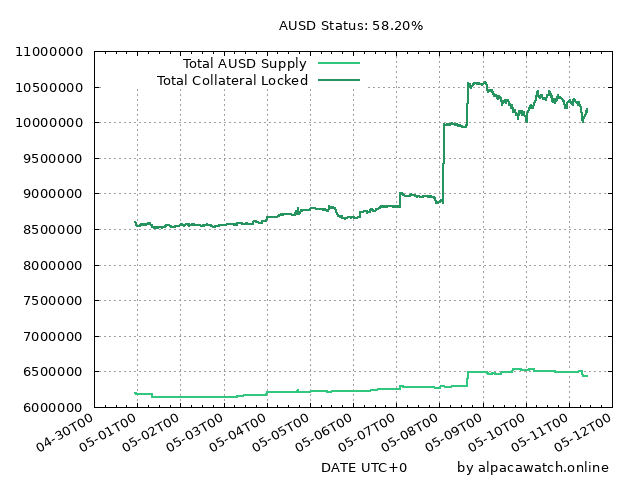 AUSD Status: 58.20%
11000000
Total AUSD Supply
Total Collateral Locked
10500000
10000000
9500000
9000000
8500000
8000000
7500000
7000000
6500000
6000000
04-30T00
05-01T00
05-02T00
05-03T00
05-04T00
05-05T00
05-06T00
05-07T00
05-08T00
05-09T00
05-10T00
05-11T00
05-12T00
DATE UTC+0
by alpacawatch.online